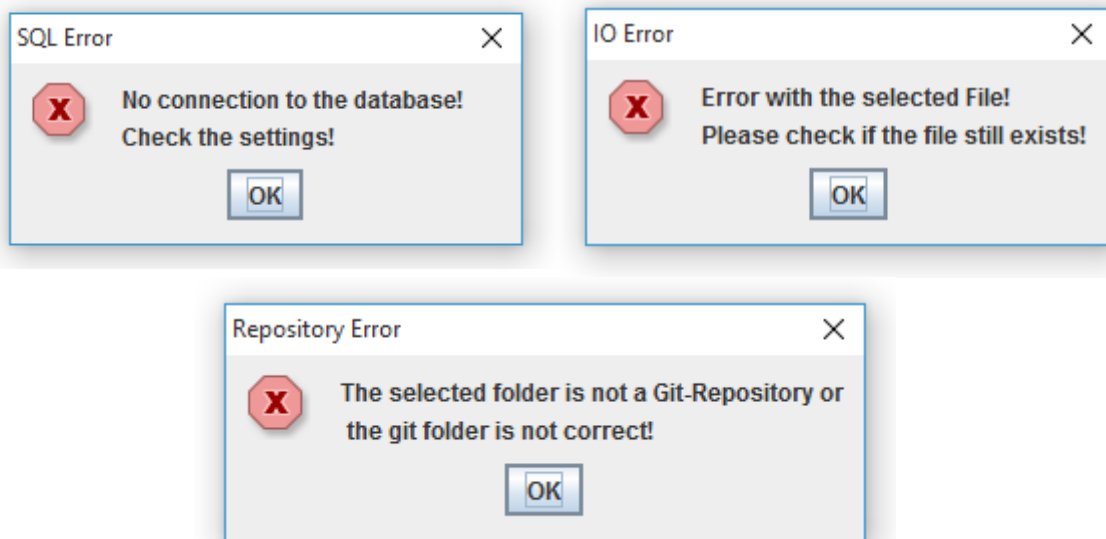 SQL Error
No connection to the database!
Check the settings!
OK
IO Error
Error with the selected File!
Please check if the file still exists!
OK
Repository Error
The selected folder is not a Git-Repository or
the git folder is not correct!
OK